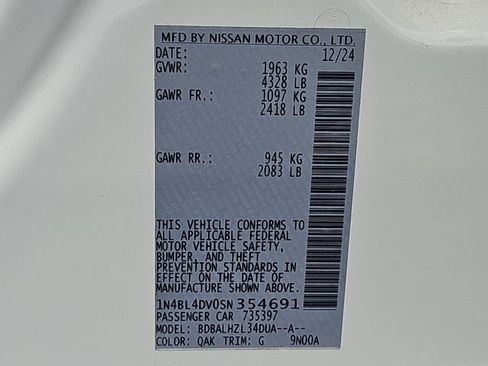 MFD BY NISSAN MOTOR CO., LTD.
DATE: 12/24
GVWR: 1963 KG
4328 LB
GAWR FR.: 1097 KG
2418 LB
GAWR RR.: 945 KG
2083 LB
THIS VEHICLE CONFORMS TO
ALL APPLICABLE FEDERAL
MOTOR VEHICLE SAFETY,
BUMPER, AND THEFT
PREVENTION STANDARDS IN
EFFECT ON THE DATE OF
MANUFACTURE SHOWN ABOVE.
1N4BL4DV0SN354691
PASSENGER CAR 735397
MODEL: BDBALHZL34DUA--A--
COLOR: QAK TRIM: G 9N00A